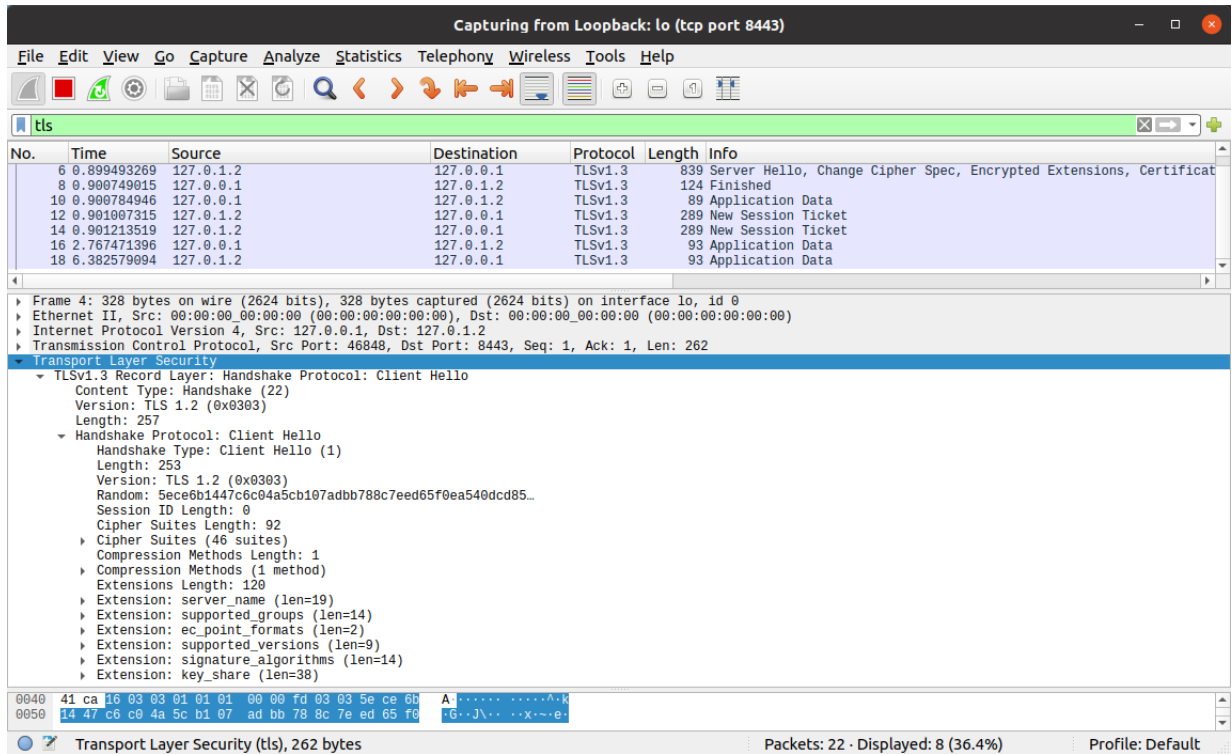 Capturing from Loopback: lo (tcp port 8443)
File Edit View Go Capture Analyze Statistics Telephony Wireless Tools Help
tls
No. Time Source Destination Protocol Length Info
6 0.899493269 127.0.1.2 127.0.0.1 TLSv1.3 839 Server Hello, Change Cipher Spec, Encrypted Extensions, Certificat
8 0.900749015 127.0.0.1 127.0.1.2 TLSv1.3 124 Finished
10 0.900784946 127.0.0.1 127.0.1.2 TLSv1.3 89 Application Data
12 0.901007315 127.0.1.2 127.0.0.1 TLSv1.3 289 New Session Ticket
14 0.901213519 127.0.1.2 127.0.0.1 TLSv1.3 289 New Session Ticket
16 2.767471396 127.0.0.1 127.0.1.2 TLSv1.3 93 Application Data
18 6.382579094 127.0.1.2 127.0.0.1 TLSv1.3 93 Application Data
Frame 4: 328 bytes on wire (2624 bits), 328 bytes captured (2624 bits) on interface lo, id 0
Ethernet II, Src: 00:00:00_00:00:00 (00:00:00:00:00:00), Dst: 00:00:00_00:00:00 (00:00:00:00:00:00)
Internet Protocol Version 4, Src: 127.0.0.1, Dst: 127.0.1.2
Transmission Control Protocol, Src Port: 46848, Dst Port: 8443, Seq: 1, Ack: 1, Len: 262
Transport Layer Security
TLSv1.3 Record Layer: Handshake Protocol: Client Hello
Content Type: Handshake (22)
Version: TLS 1.2 (0x0303)
Length: 257
Handshake Protocol: Client Hello
Handshake Type: Client Hello (1)
Length: 253
Version: TLS 1.2 (0x0303)
Random: 5ece6b1447c6c04a5cb107adbb788c7eed65f0ea540dcd85…
Session ID Length: 0
Cipher Suites Length: 92
Cipher Suites (46 suites)
Compression Methods Length: 1
Compression Methods (1 method)
Extensions Length: 120
Extension: server_name (len=19)
Extension: supported_groups (len=14)
Extension: ec_point_formats (len=2)
Extension: supported_versions (len=9)
Extension: signature_algorithms (len=14)
Extension: key_share (len=38)
0040 41 ca 16 03 03 01 01 01 00 00 fd 03 03 5e ce 6b A·······  ·····^·k
0050 14 47 c6 c0 4a 5c b1 07 ad bb 78 8c 7e ed 65 f0 ·G··J\·· ··x·~·e·
Transport Layer Security (tls), 262 bytes Packets: 22 · Displayed: 8 (36.4%) Profile: Default